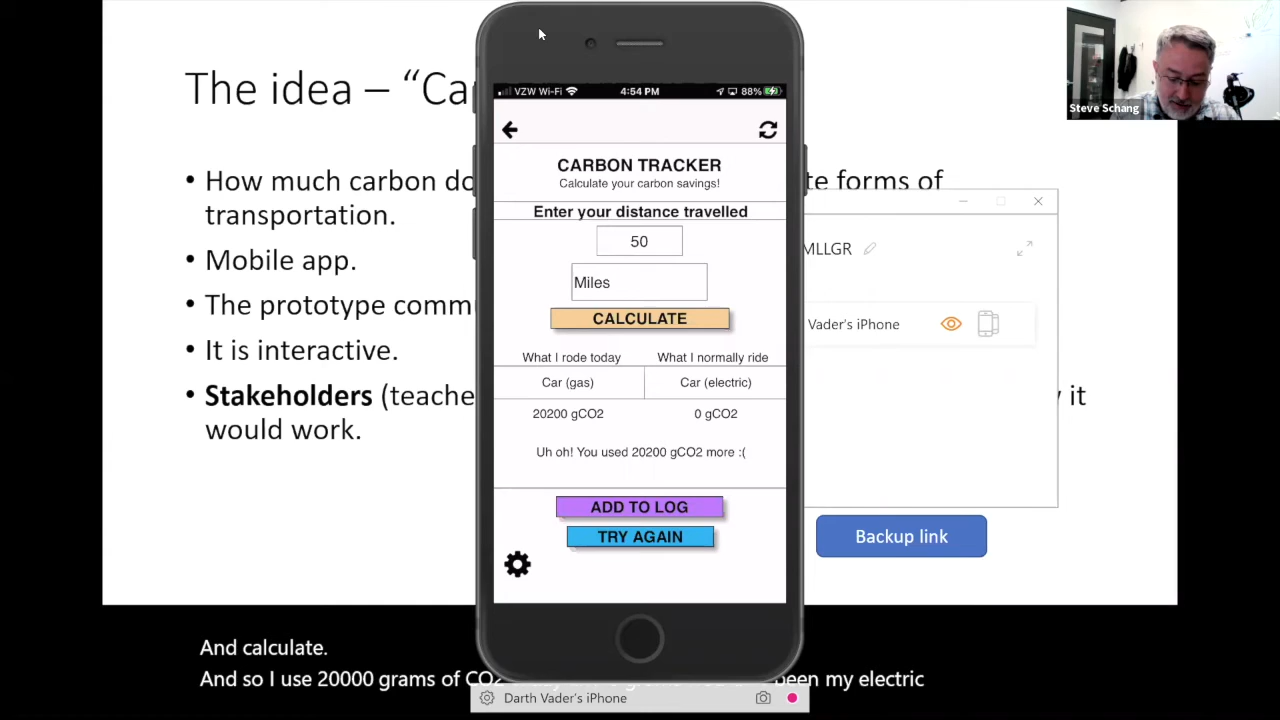 The idea – “Ca
• How much carbon do
te forms of
transportation.
• Mobile app.
• The prototype commu
• It is interactive.
• Stakeholders (teache
it
would work.
VZW Wi-Fi
4:54 PM
88%
CARBON TRACKER
Calculate your carbon savings!
Enter your distance travelled
50
Miles
CALCULATE
What I rode today
What I normally ride
Car (gas)
Car (electric)
20200 gCO2
0 gCO2
Uh oh! You used 20200 gCO2 more :(
ADD TO LOG
TRY AGAIN
MLLGR
Vader's iPhone
Backup link
Steve Schang
And calculate.
And so I use 20000 grams of CO2
been my electric
Darth Vader's iPhone